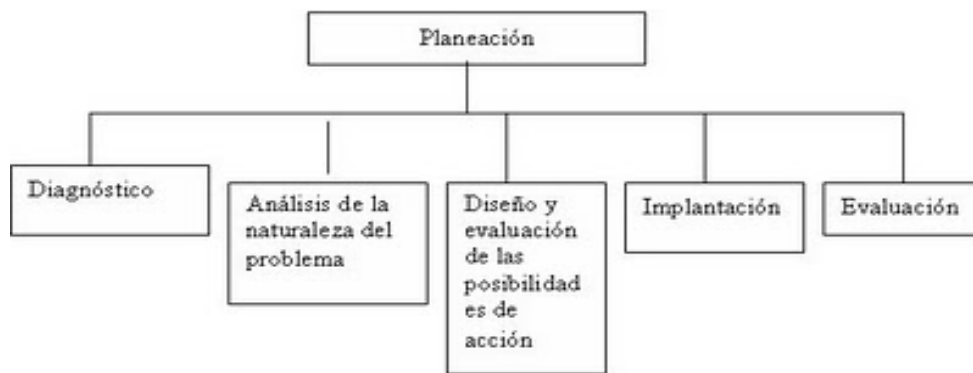 Planeación
Diagnóstico
Análisis de la
naturaleza del
problema
Diseño y
evaluación
de las
posibilidad
es de
acción
Implantación
Evaluación